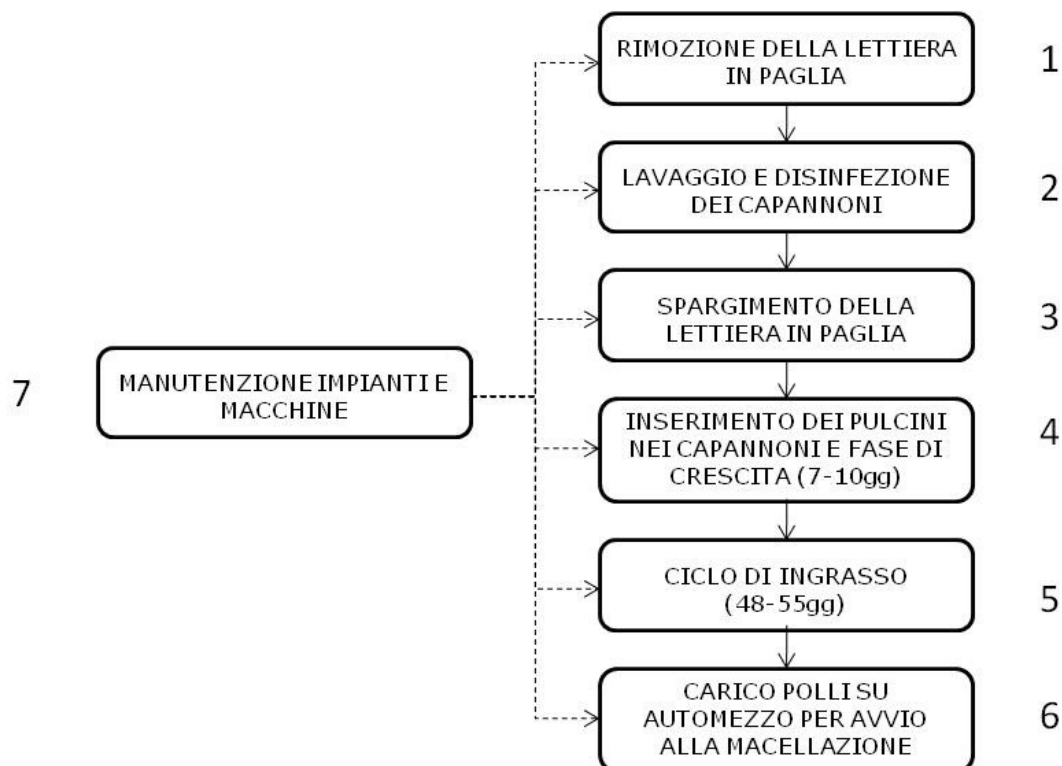 RIMOZIONE DELLA LETTIERA
IN PAGLIA
1
LAVAGGIO E DISINFEZIONE
DEI CAPANNONI
2
SPARGIMENTO DELLA
LETTIERA IN PAGLIA
3
7
MANUTENZIONE IMPIANTI E
MACCHINE
INSERIMENTO DEI PULCINI
NEI CAPANNONI E FASE DI
CRESCITA (7-10gg)
4
CICLO DI INGRASSO
(48-55gg)
5
CARICO POLLI SU
AUTOMEZZO PER AVVIO
ALLA MACELLAZIONE
6